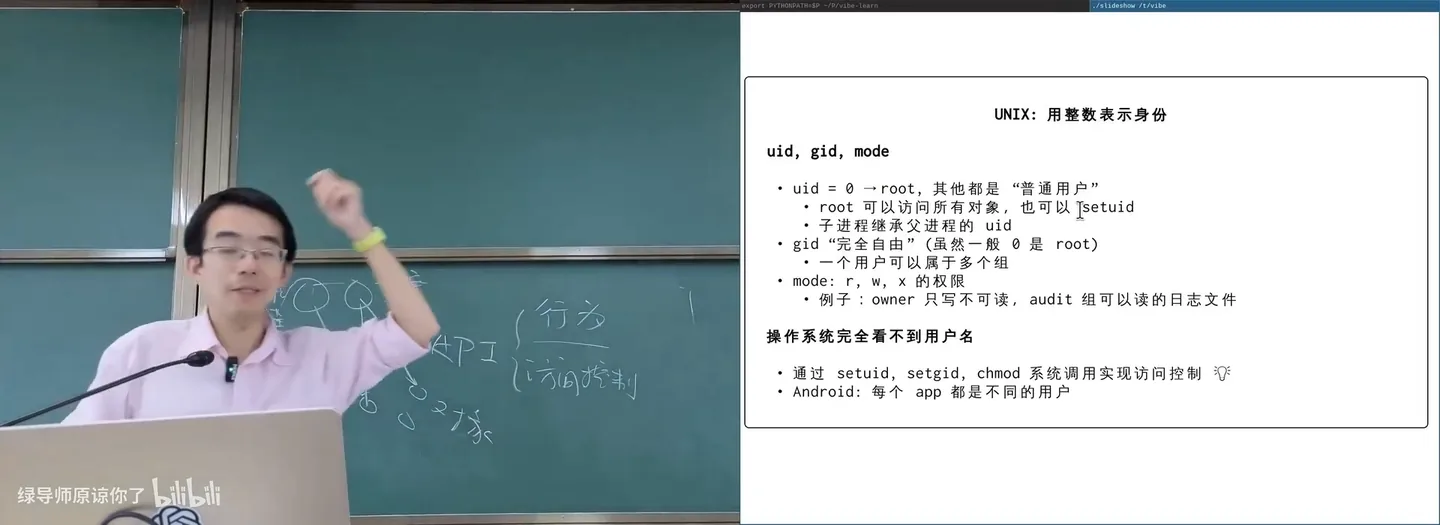 行为
API
访问控制
对象
绿导师原谅你了 bilibili
export PYTHONPATH=$P ~/P/vibe-learn
./slideshow /t/vibe
UNIX: 用整数表示身份
uid, gid, mode
• uid = 0 →root, 其他都是 “普通用户”
• root 可以访问所有对象, 也可以 setuid
• 子进程继承父进程的 uid
• gid “完全自由” (虽然一般 0 是 root)
• 一个用户可以属于多个组
• mode: r, w, x 的权限
• 例子: owner 只写不可读, audit 组可以读的日志文件
操作系统完全看不到用户名
• 通过 setuid, setgid, chmod 系统调用实现访问控制
• Android: 每个 app 都是不同的用户